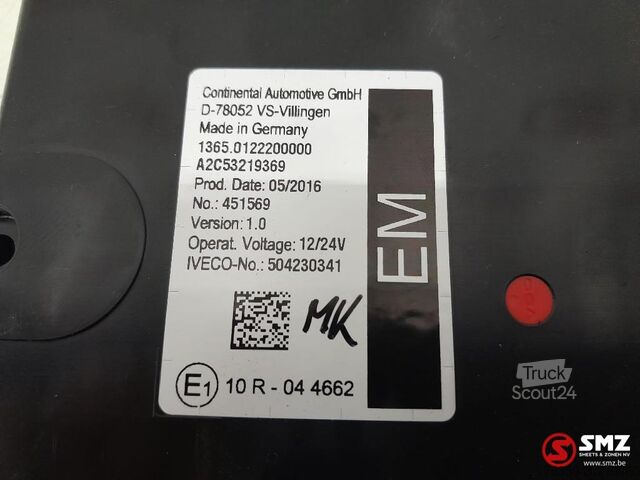 Continental Automotive GmbH
D-78052 VS-Villingen
Made in Germany
1365.0122200000
A2C53219369
Prod. Date: 05/2016
No.: 451569
Version: 1.0
Operat. Voltage: 12/24V
IVECO-No.: 504230341
EM
MK
E1 10 R - 04 4662
Truck
Scout24
SMZ
SHEETS & ZONEN NV
www.smz.be